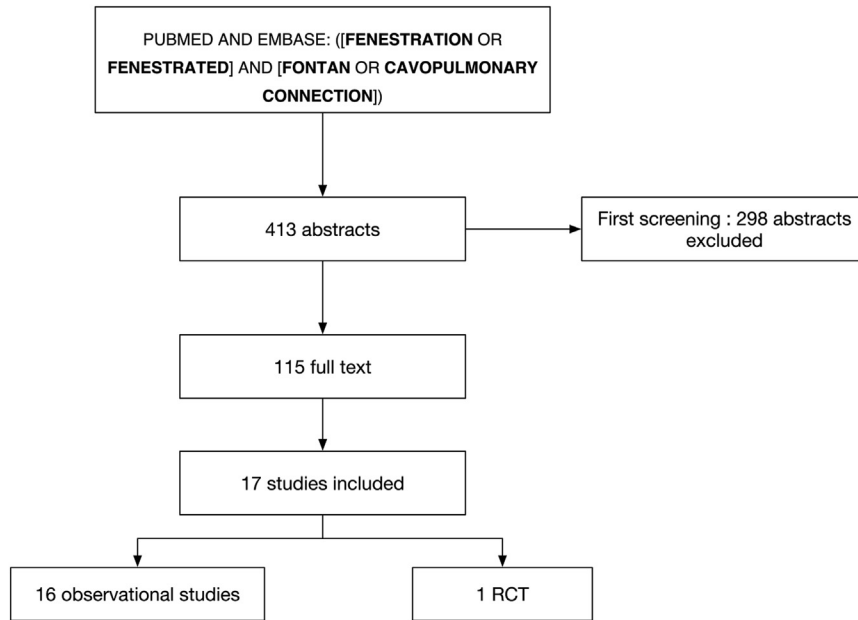 PUBMED AND EMBASE: ([FENESTRATION OR
FENESTRATED] AND [FONTAN OR CAVOPULMONARY
CONNECTION])
413 abstracts
First screening : 298 abstracts
excluded
115 full text
17 studies included
16 observational studies
1 RCT